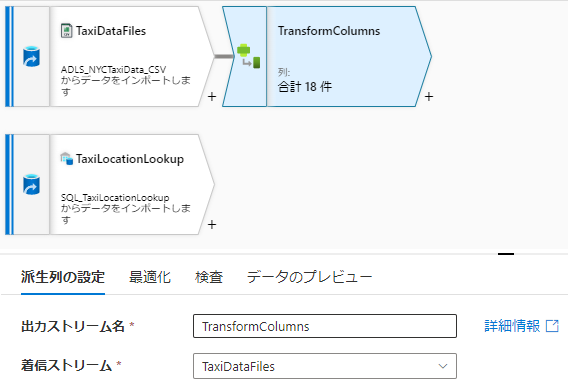 TaxiDataFiles
ADLS_NYCTaxiData_CSV
からデータをインポートしま
す
+
TransformColumns
列:
合計 18 件
+
TaxiLocationLookup
SQL_TaxiLocationLookup
からデータをインポートしま
す
+
派生列の設定 最適化 検査 データのプレビュー
出力ストリーム名 * TransformColumns 詳細情報
着信ストリーム * TaxiDataFiles